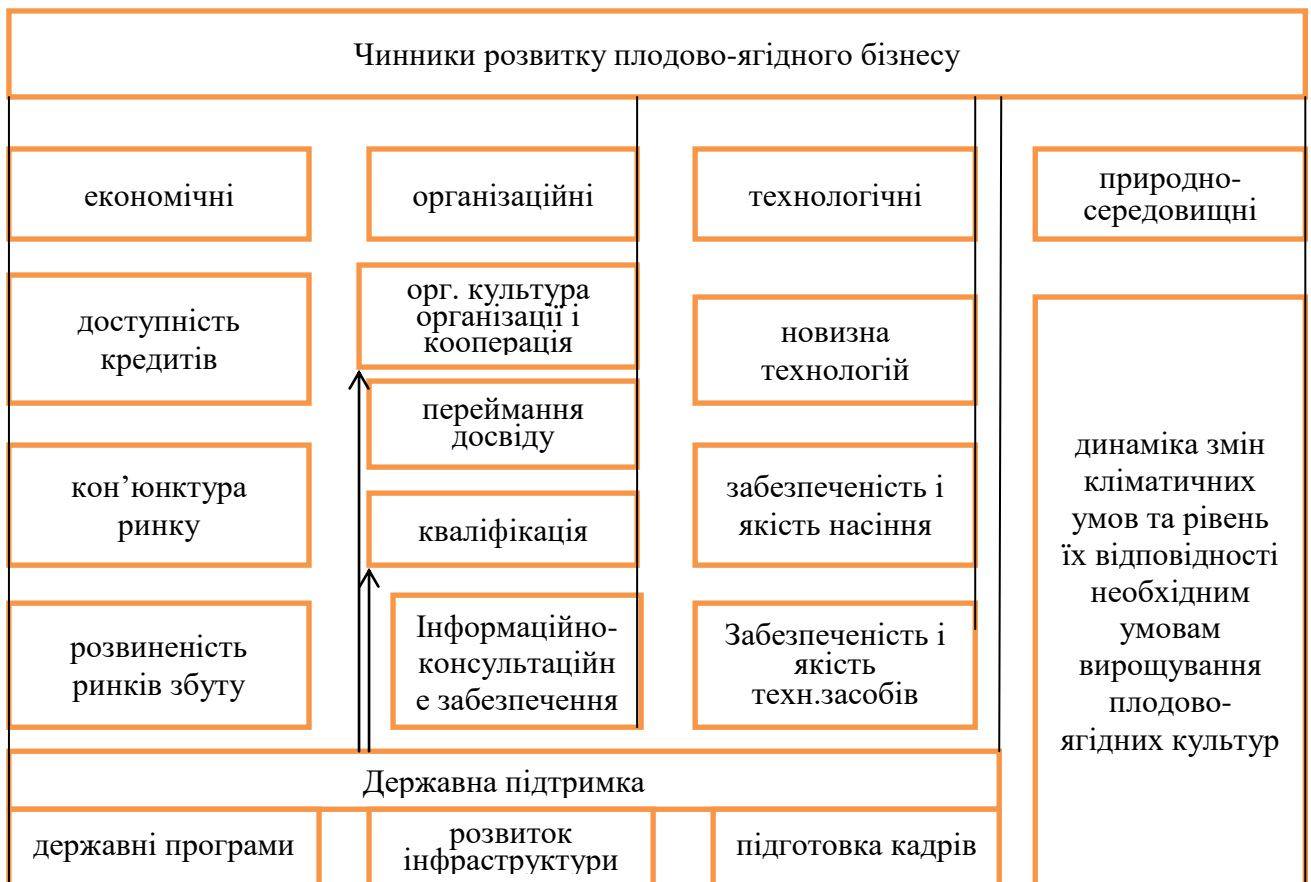 Чинники розвитку плодово-ягідного бізнесу
економічні
організаційні
технологічні
природно-
середовищні
доступність
кредитів
орг. культура
організації і
кооперація
новизна
технологій
переймання
досвіду
кон’юнктура
ринку
кваліфікація
забезпеченість і
якість насіння
динаміка змін
кліматичних
умов та рівень
їх відповідності
необхідним
умовам
вирощування
плодово-
ягідних культур
розвиненість
ринків збуту
Інформаційно-
консультаційн
е забезпечення
Забезпеченість і
якість
техн.засобів
Державна підтримка
державні програми
розвиток
інфраструктури
підготовка кадрів